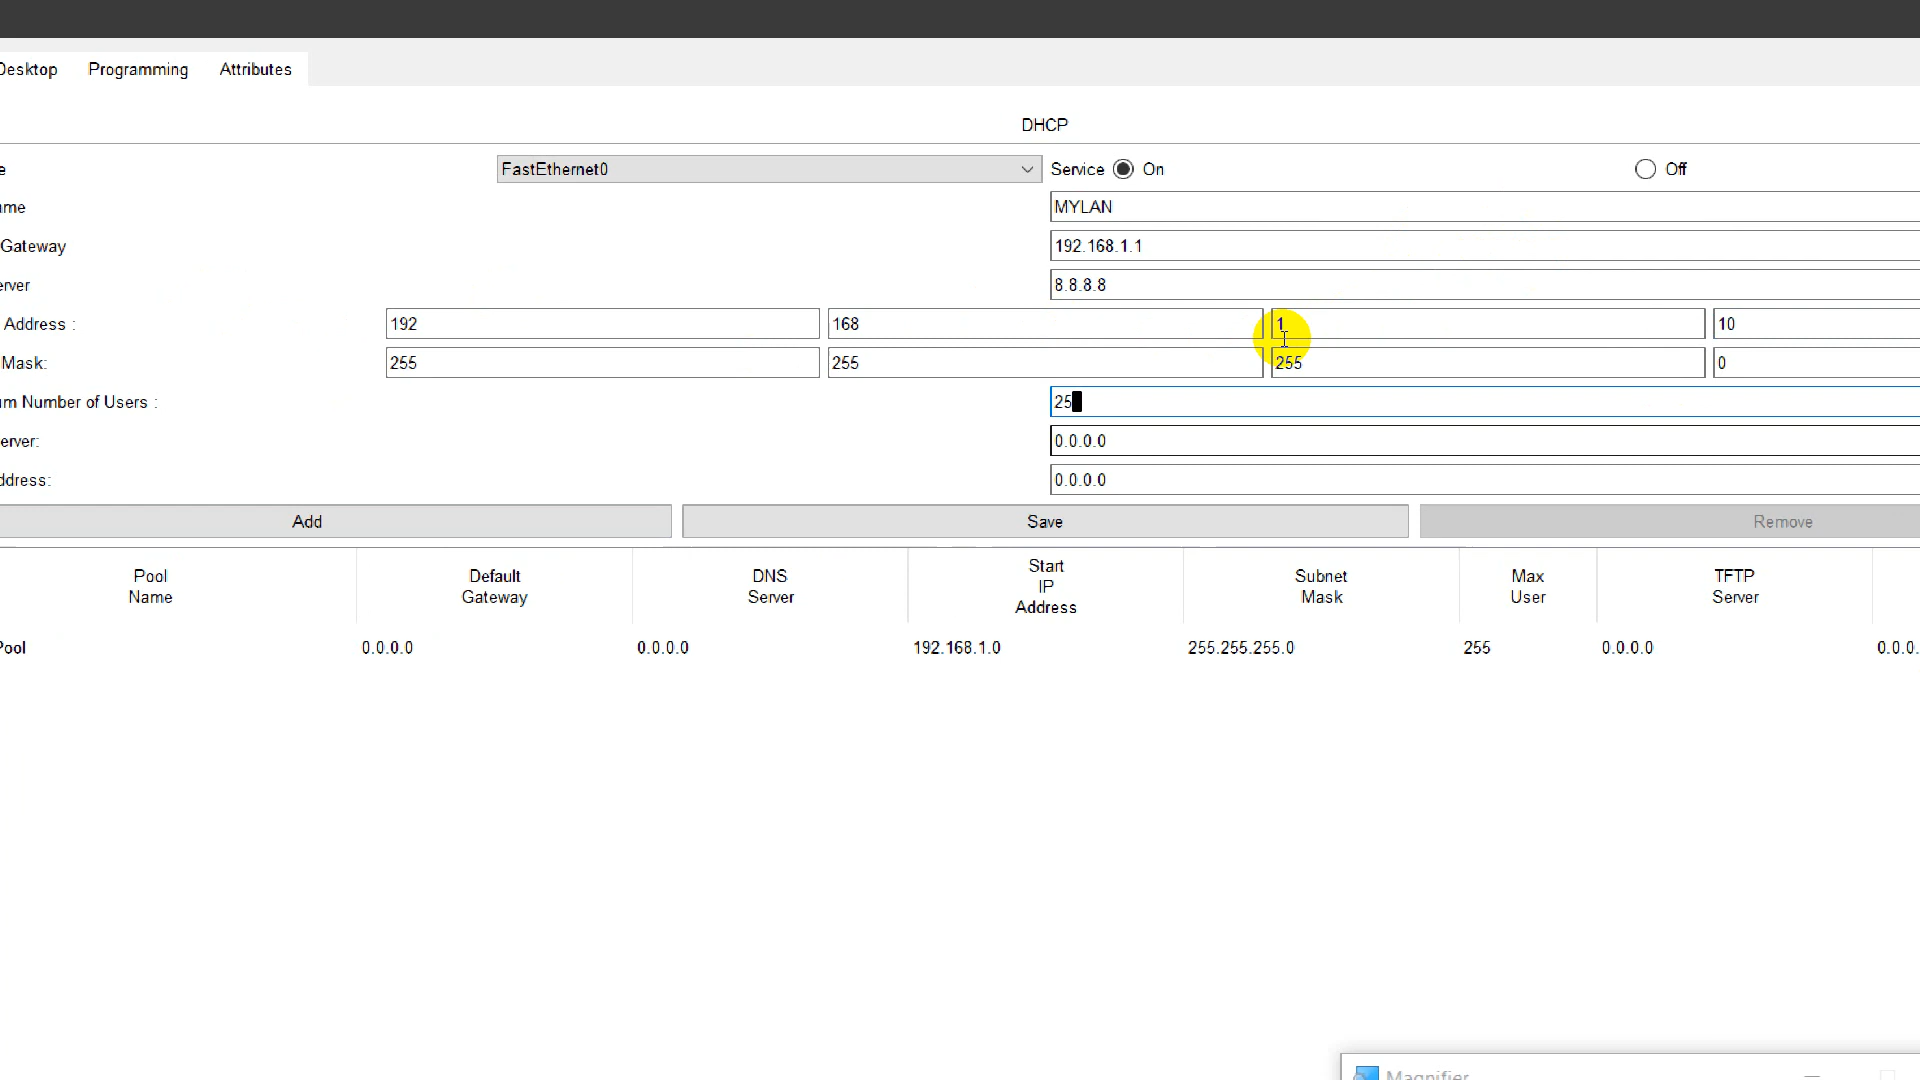 Desktop Programming Attributes
DHCP
e FastEthernet0 Service On Off
me MYLAN
Gateway 192.168.1.1
erver 8.8.8.8
Address : 192 168 1 10
Mask: 255 255 255 0
m Number of Users : 25
erver: 0.0.0.0
ddress: 0.0.0.0
Add Save Remove
Pool Name Default Gateway DNS Server Start IP Address Subnet Mask Max User TFTP Server
Pool 0.0.0.0 0.0.0.0 192.168.1.0 255.255.255.0 255 0.0.0.0 0.0.0.
Magnifier